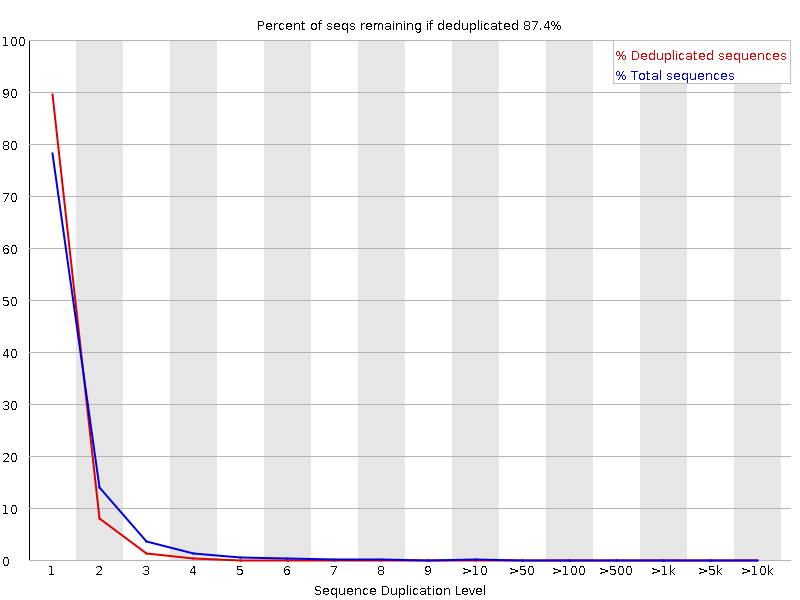 Percent of seqs remaining if deduplicated 87.4%
% Deduplicated sequences
% Total sequences
100
90
80
70
60
50
40
30
20
10
0
1 2 3 4 5 6 7 8 9 >10 >50 >100 >500 >1k >5k >10k
Sequence Duplication Level